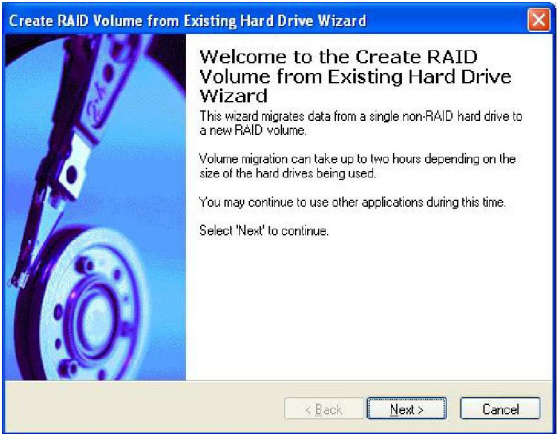 Create RAID Volume from Existing Hard Drive Wizard
Welcome to the Create RAID
Volume from Existing Hard Drive
Wizard
This wizard migrates data from a single non-RAID hard drive to
a new RAID volume.
Volume migration can take up to two hours depending on the
size of the hard drives being used.
You may continue to use other applications during this time.
Select 'Next' to continue.
< Back
Next >
Cancel